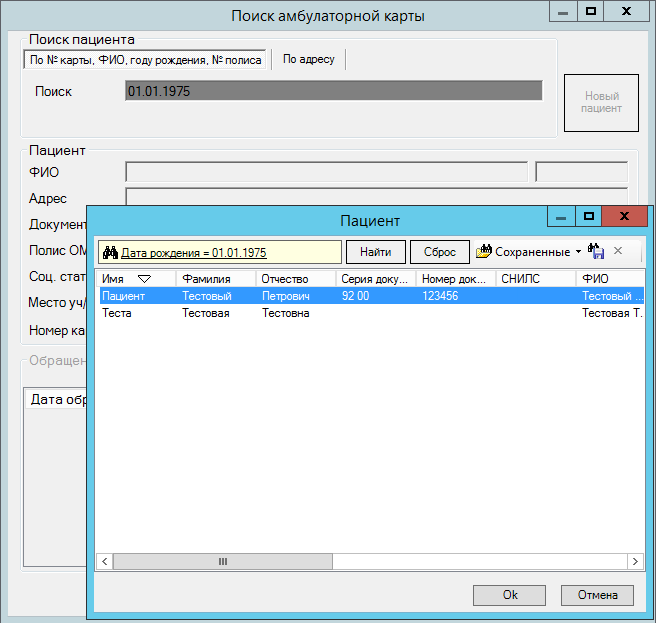 Поиск амбулаторной карты
Поиск пациента
По № карты, ФИО, году рождения, № полиса
По адресу
Поиск
01.01.1975
Новый
пациент
Пациент
ФИО
Адрес
Документ
Полис ОМ
Соц. стат
Место уч/
Номер ка
Обращен
Дата обр
Пациент
Дата рождения = 01.01.1975
Найти
Сброс
Сохраненные
Имя Фамилия Отчество Серия доку... Номер док... СНИЛС ФИО
Пациент Тестовый Петрович 92 00 123456 Тестовый ...
Теста Тестовая Тестовна Тестовая Т.
Ok
Отмена